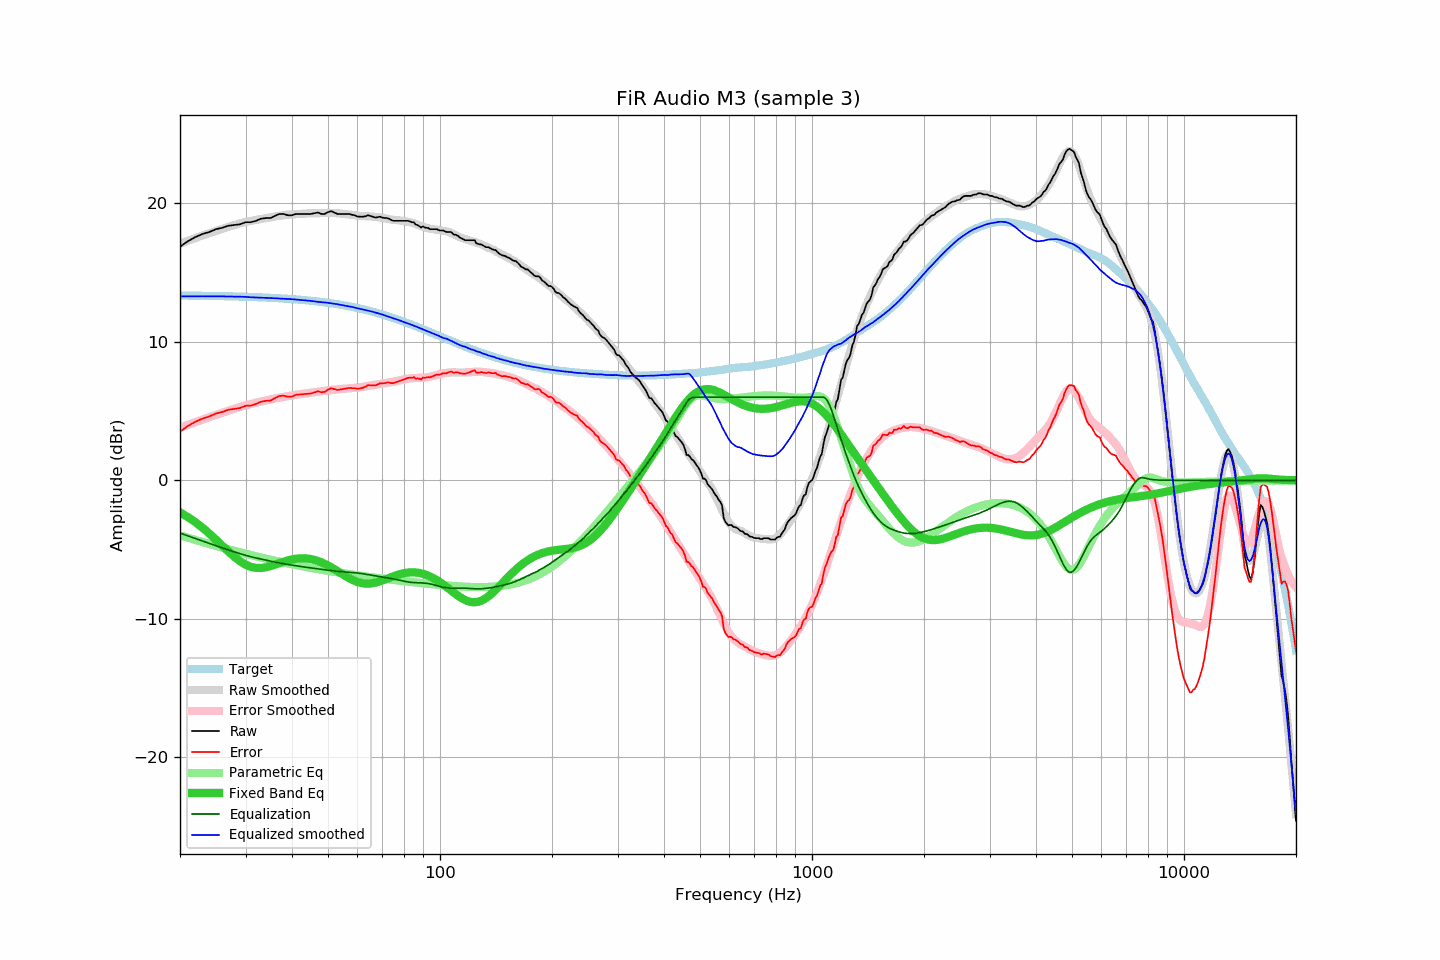 FiR Audio M3 (sample 3)
20
10
0
−10
−20
Amplitude (dBr)
Target
Raw Smoothed
Error Smoothed
Raw
Error
Parametric Eq
Fixed Band Eq
Equalization
Equalized smoothed
100
1000
10000
Frequency (Hz)